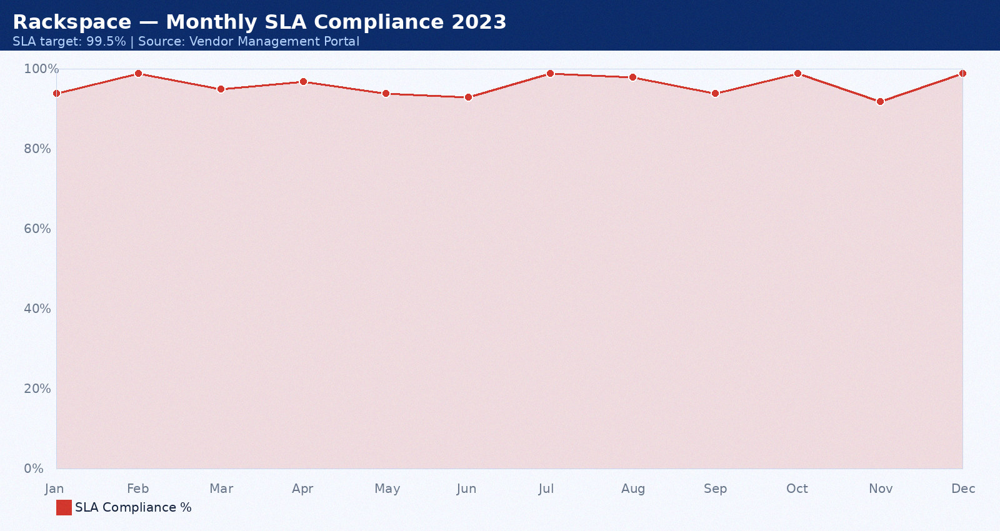 Rackspace — Monthly SLA Compliance 2023
SLA target: 99.5% | Source: Vendor Management Portal
100%
80%
60%
40%
20%
0%
Jan Feb Mar Apr May Jun Jul Aug Sep Oct Nov Dec
SLA Compliance %